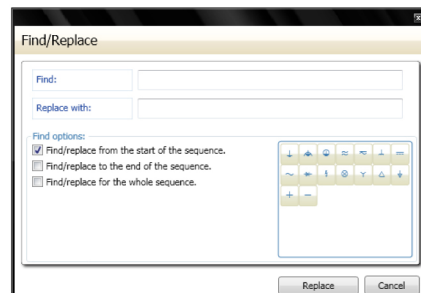 Find/Replace
Find:
Replace with:
Find options:
Find/replace from the start of the sequence.
Find/replace to the end of the sequence.
Find/replace for the whole sequence.
Replace
Cancel